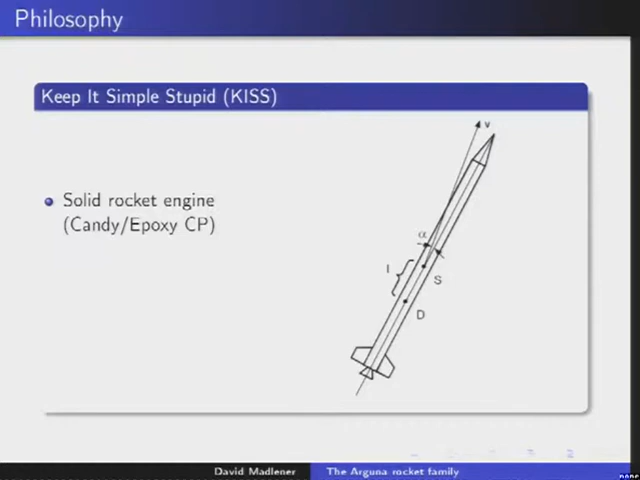 Philosophy
Keep It Simple Stupid (KISS)
Solid rocket engine
(Candy/Epoxy CP)
v
α
l
S
D
David Madlener
The Arguna rocket family